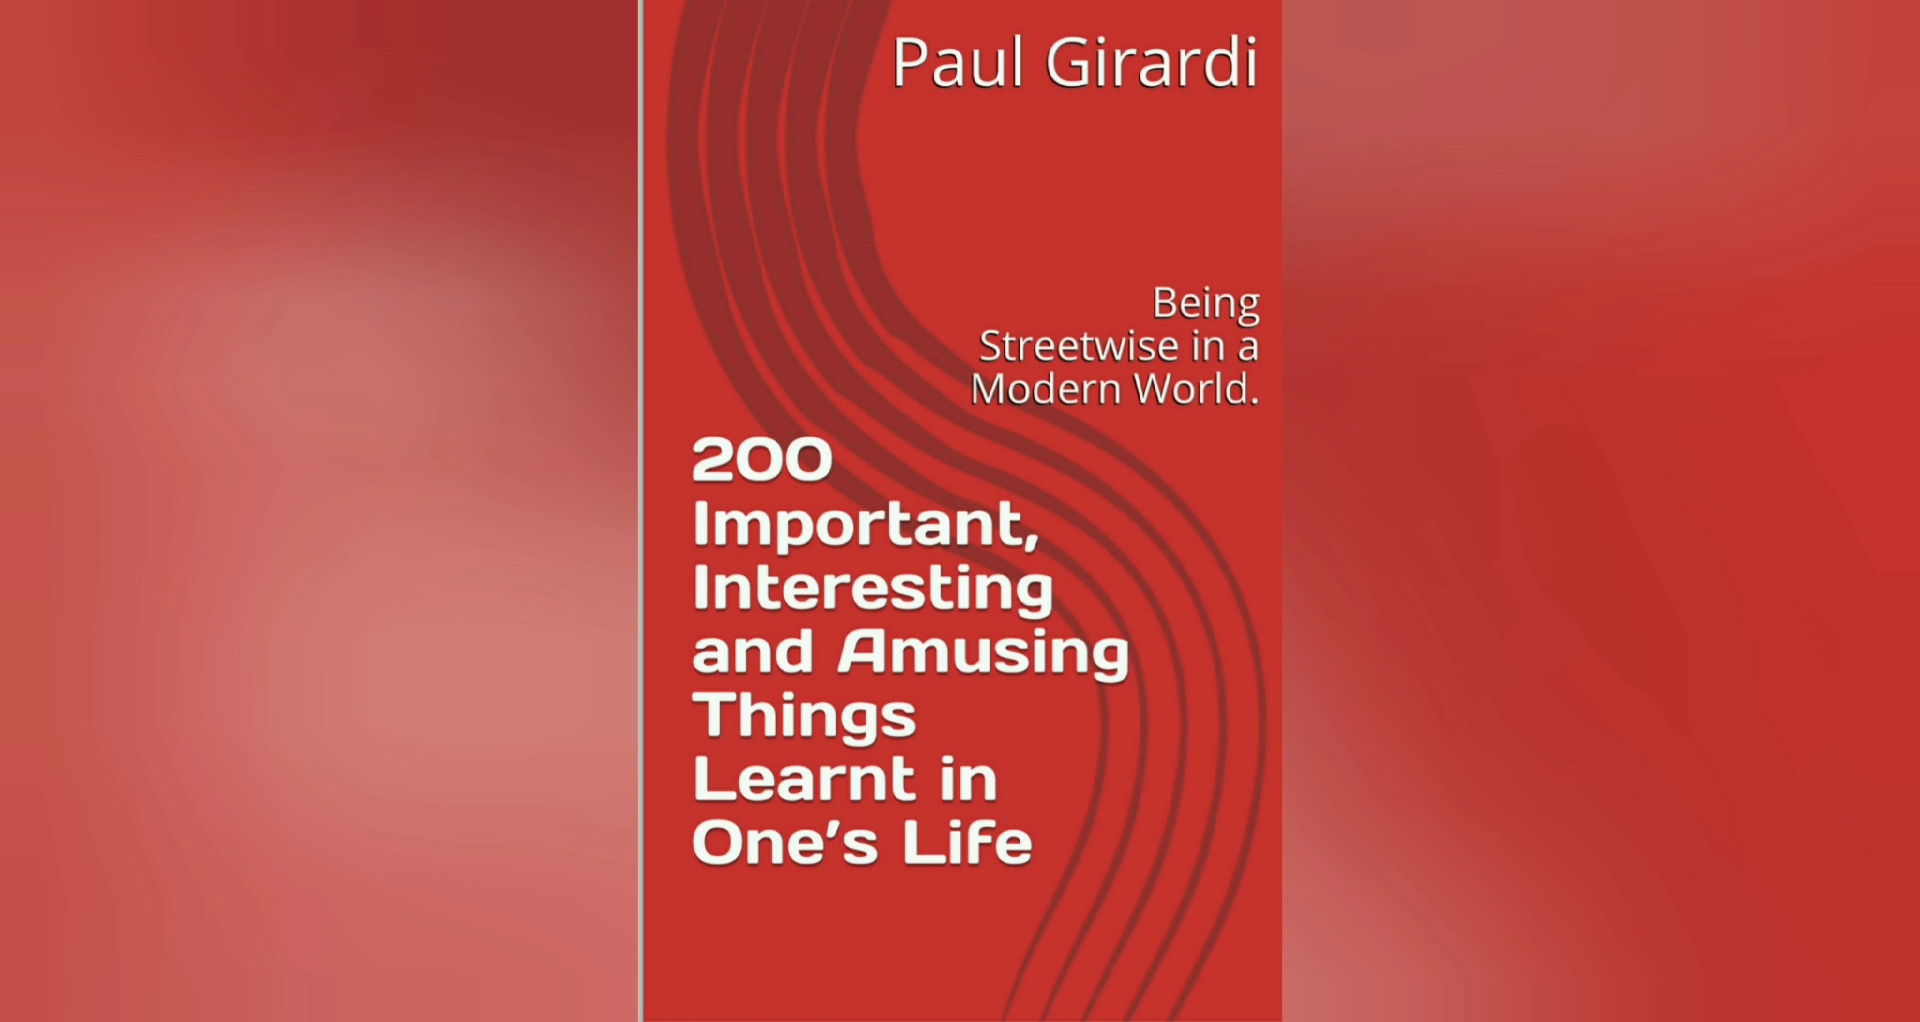 Paul Girardi
Being
Streetwise in a
Modern World.
200
Important,
Interesting
and Amusing
Things
Learnt in
One’s Life